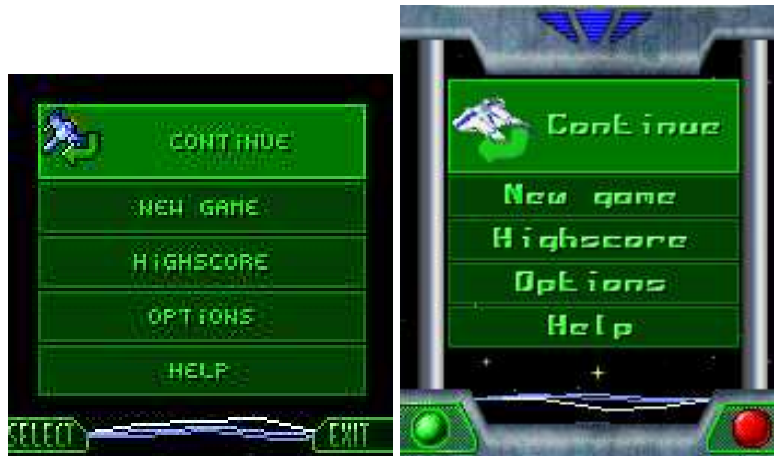 CONTINUE
NEW GAME
HIGHSCORE
OPTIONS
HELP
SELECT EXIT
Continue
New game
Highscore
Options
Help